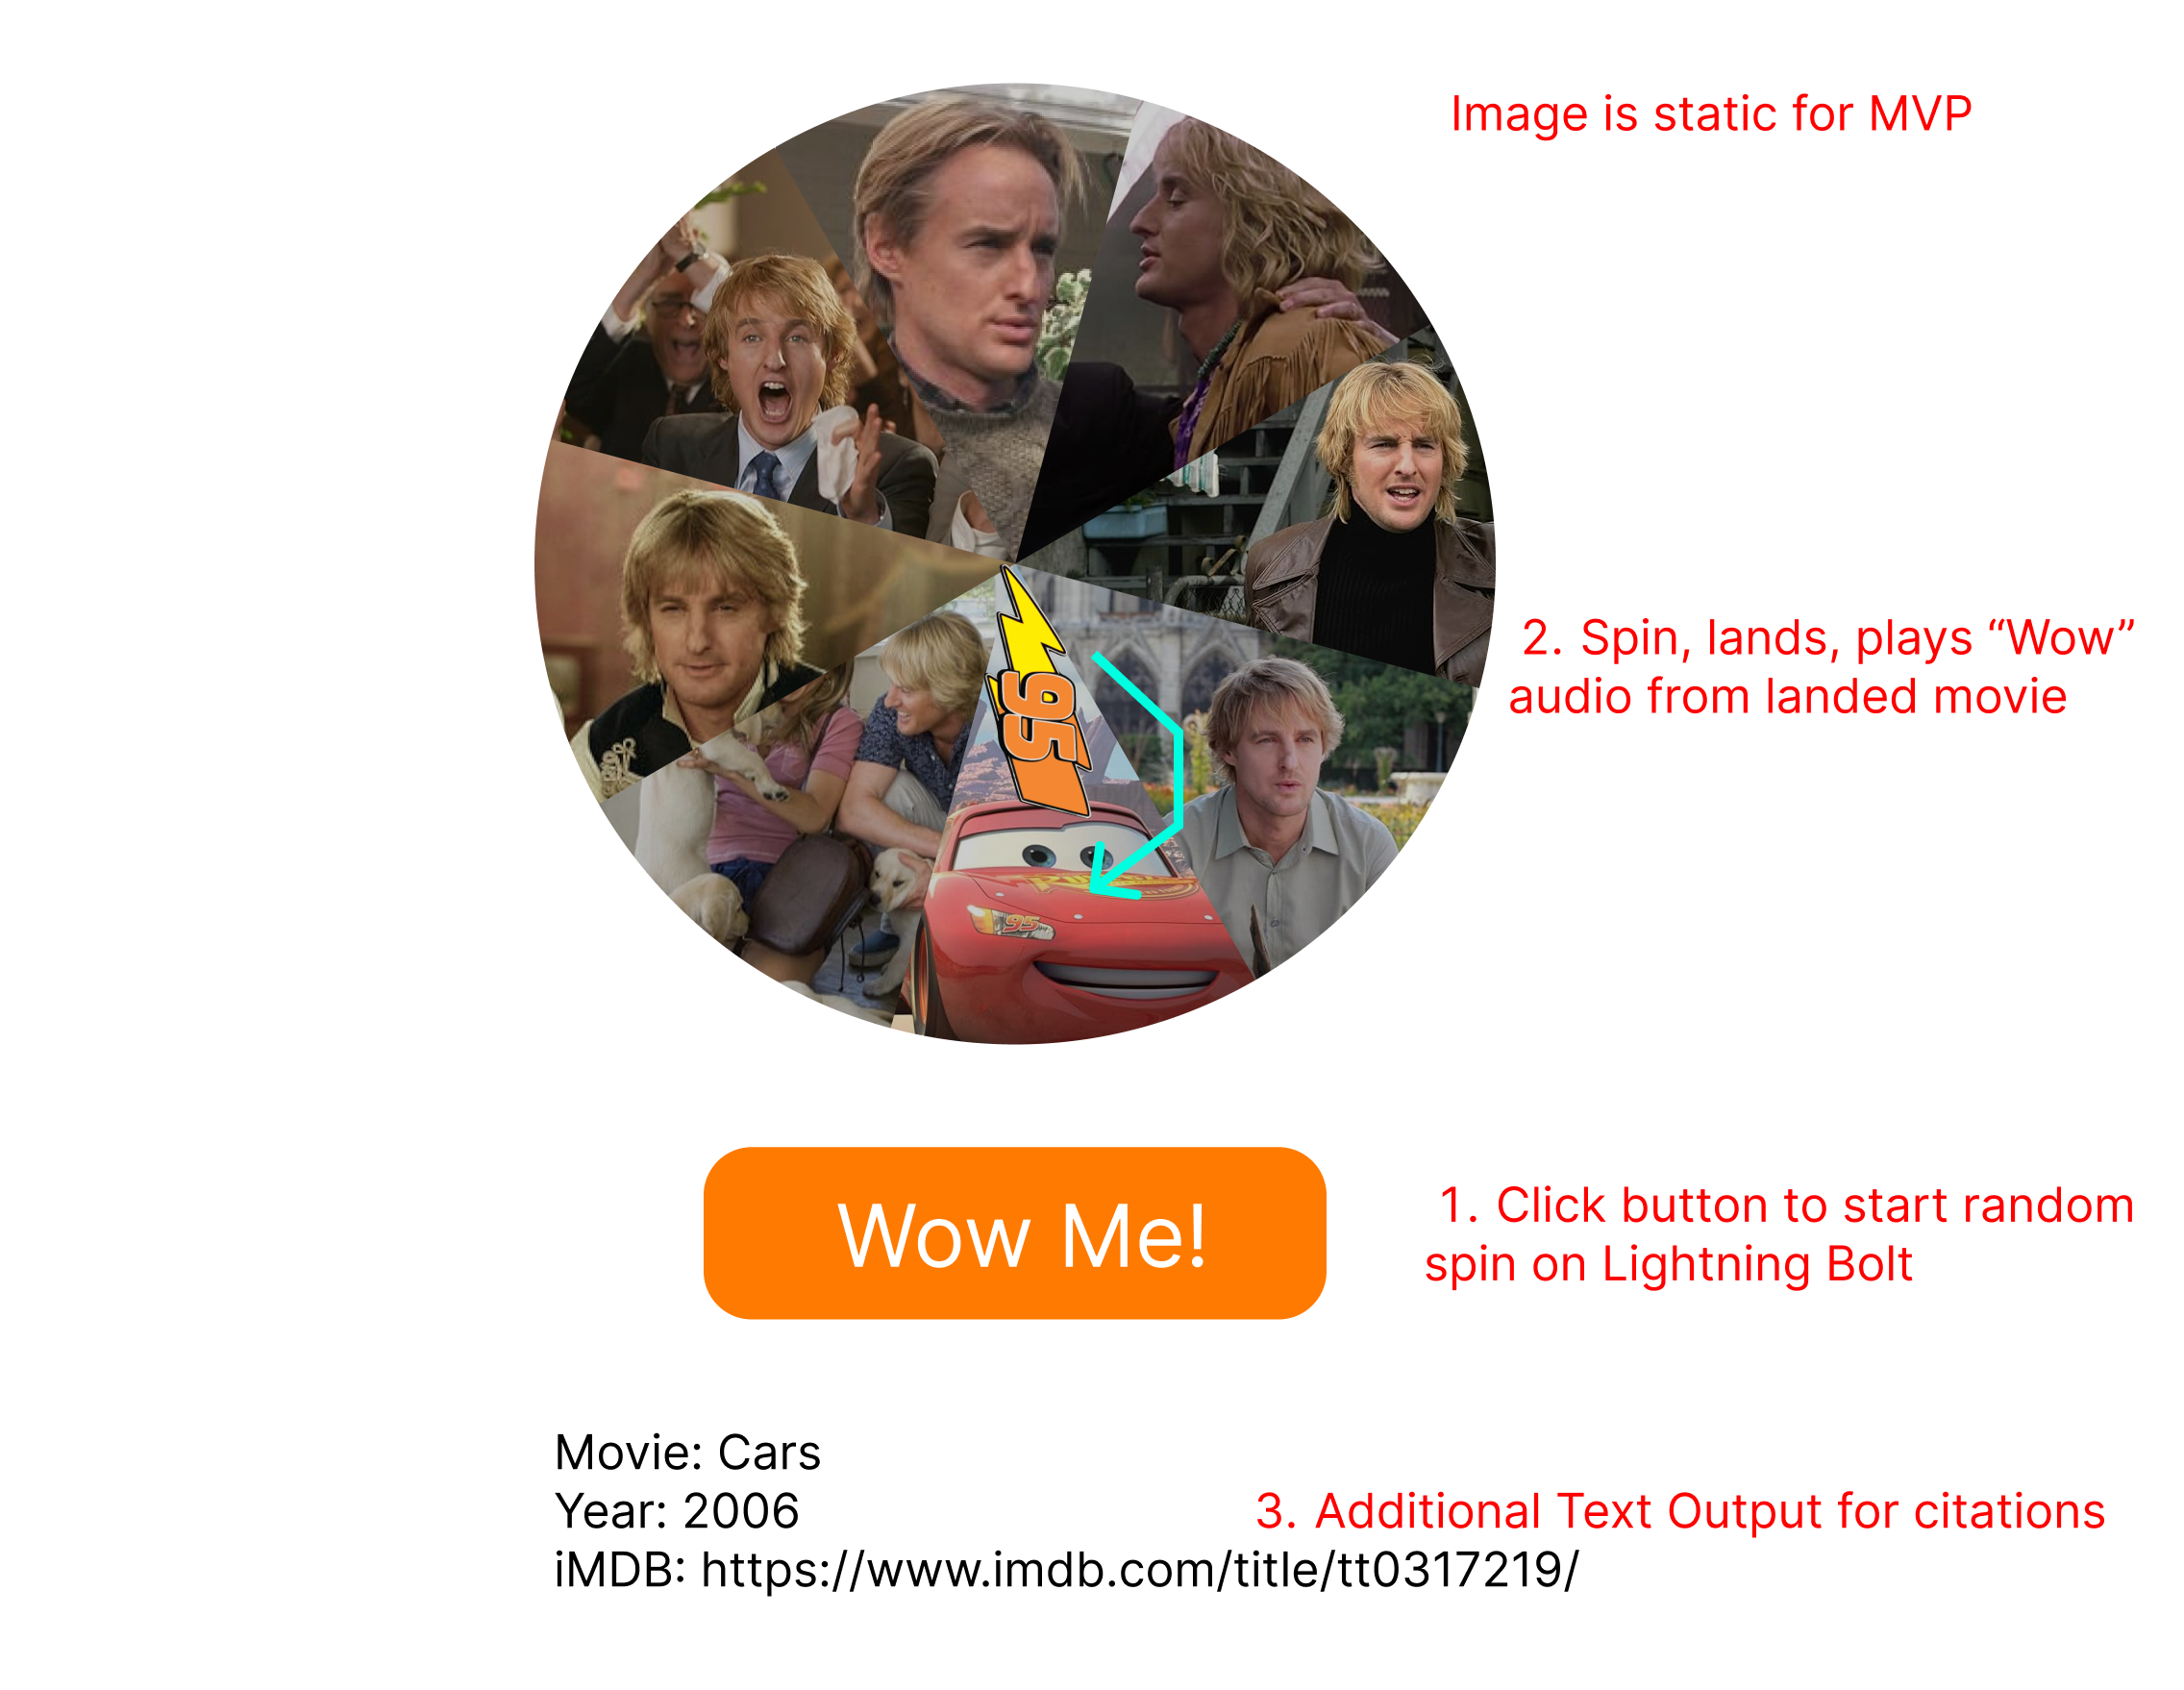 Image is static for MVP
95
2. Spin, lands, plays “Wow”
audio from landed movie
95
Wow Me!
1. Click button to start random
spin on Lightning Bolt
Movie: Cars
Year: 2006
3. Additional Text Output for citations
iMDB: https://www.imdb.com/title/tt0317219/